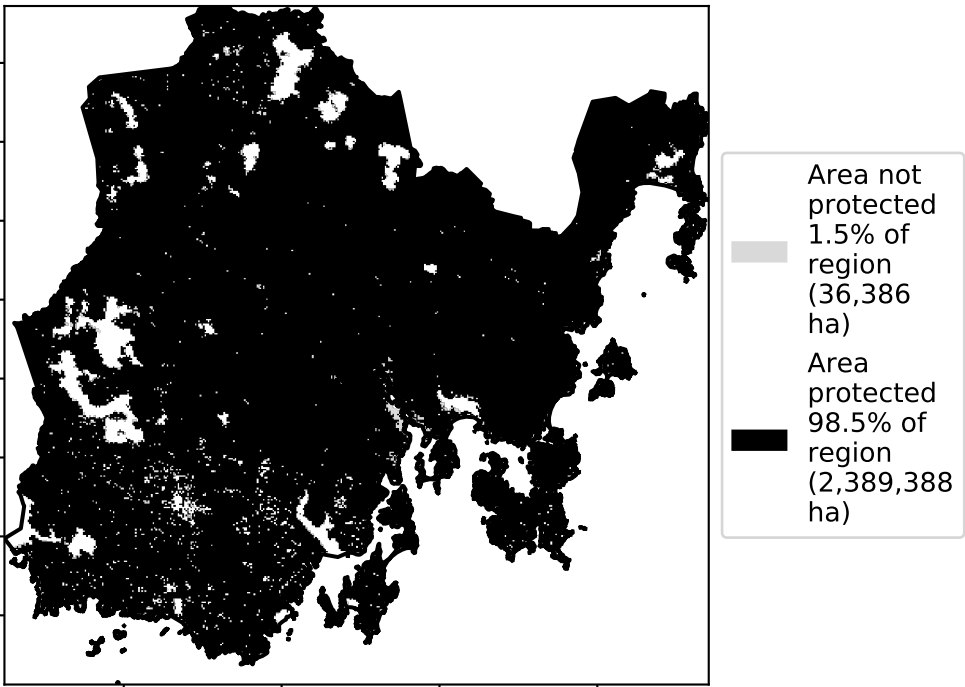 Area not
protected
1.5% of
region
(36,386
ha)
Area
protected
98.5% of
region
(2,389,388
ha)